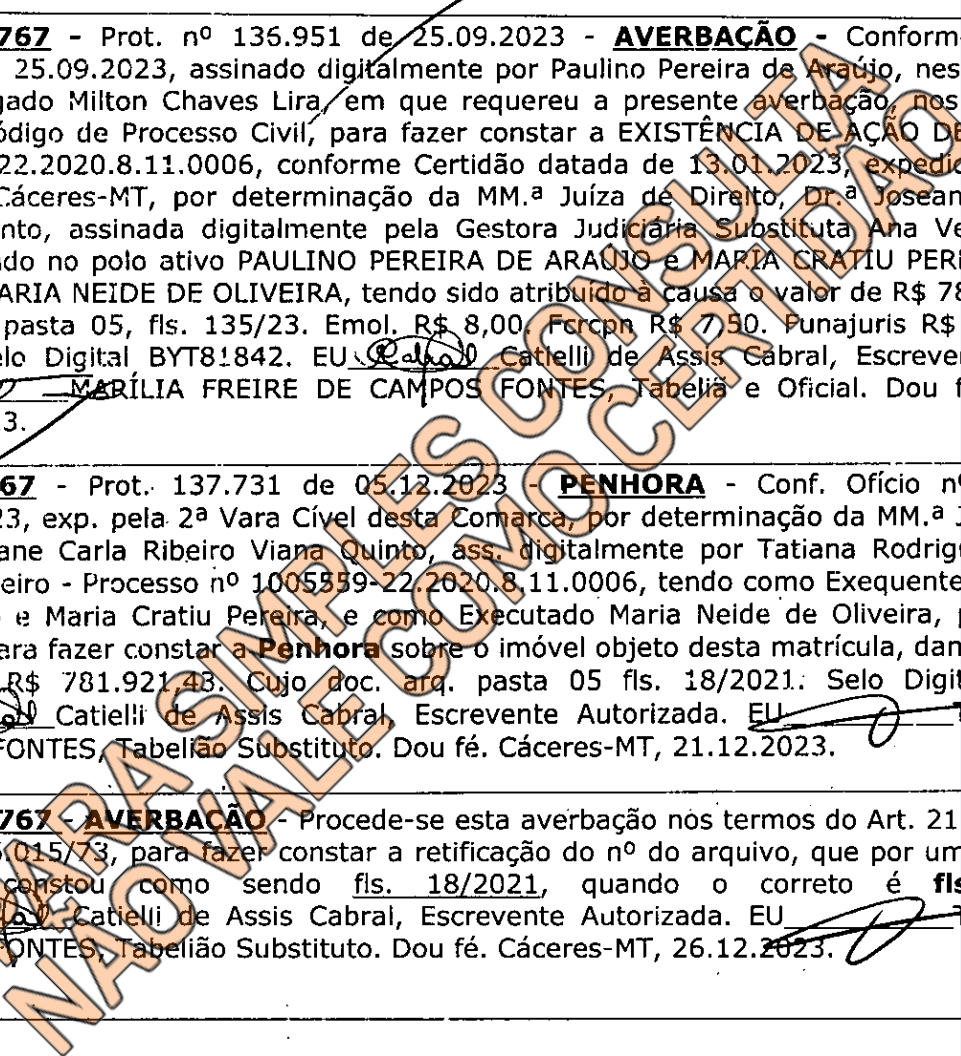 767 - Prot. nº 136.951 de 25.09.2023 - AVERBAÇÃO - Conform
25.09.2023, assinado digitalmente por Paulino Pereira de Araújo, nes
gado Milton Chaves Lira, em que requereu a presente averbação, nos
ódigo de Processo Civil, para fazer constar a EXISTÊNCIA DE AÇÃO DE
22.2020.8.11.0006, conforme Certidão datada de 13.01.2023, expedic
Cáceres-MT, por determinação da MM.ª Juíza de Direito, Dr.ª Josean
nto, assinada digitalmente pela Gestora Judiciária Substituta Ana Ve
do no polo ativo PAULINO PEREIRA DE ARAÚJO e MARIA CRATIU PERE
ARIA NEIDE DE OLIVEIRA, tendo sido atribuído à causa o valor de R$ 78
pasta 05, fls. 135/23. Emol. R$ 8,00. Fcrcpn R$ 7,50. Funajuris R$
elo Digital BYT81842. EU Catielli de Assis Cabral, Escreve
MARÍLIA FREIRE DE CAMPOS FONTES, Tabeliã e Oficial. Dou f
3.
67 - Prot. 137.731 de 05.12.2023 - PENHORA - Conf. Ofício nº
23, exp. pela 2ª Vara Cível desta Comarca, por determinação da MM.ª J
ane Carla Ribeiro Viana Quinto, ass. digitalmente por Tatiana Rodrig
eiro - Processo nº 1005559-22.2020.8.11.0006, tendo como Exequente
e Maria Cratiu Pereira, e como Executado Maria Neide de Oliveira, p
ara fazer constar a Penhora sobre o imóvel objeto desta matrícula, dan
R$ 781.921,43. Cujo doc. arq. pasta 05 fls. 18/2021. Selo Digit
Catielli de Assis Cabral, Escrevente Autorizada. EU
FONTES, Tabelião Substituto. Dou fé. Cáceres-MT, 21.12.2023.
767 - AVERBAÇÃO - Procede-se esta averbação nos termos do Art. 21
6.015/73, para fazer constar a retificação do nº do arquivo, que por um
constou como sendo fls. 18/2021, quando o correto é fls
Catielli de Assis Cabral, Escrevente Autorizada. EU
FONTES, Tabelião Substituto. Dou fé. Cáceres-MT, 26.12.2023.
PARA SIMPLES CONSULTA
NÃO VALE COMO CERTIDÃO